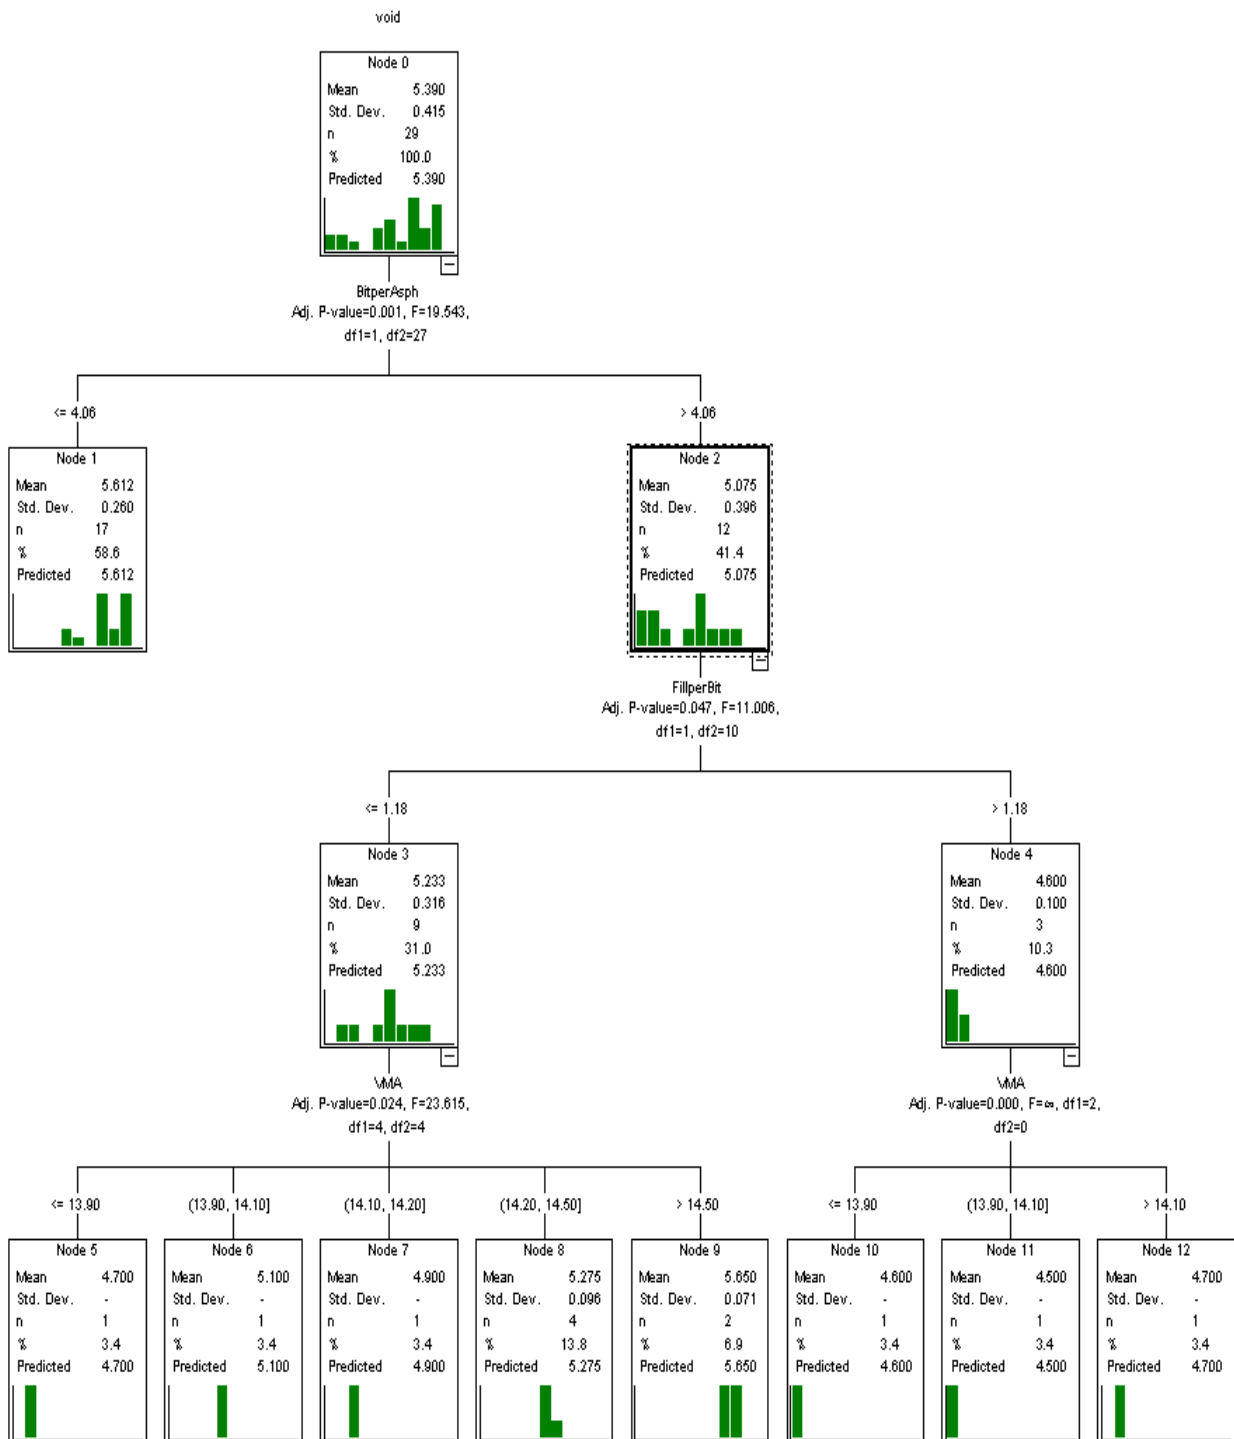 void
Node 0
Mean 5.390
Std. Dev. 0.415
n 29
% 100.0
Predicted 5.390
BitperAsph
Adj. P-value=0.001, F=19.543,
df1=1, df2=27
<= 4.06
> 4.06
Node 1
Mean 5.612
Std. Dev. 0.260
n 17
% 58.6
Predicted 5.612
Node 2
Mean 5.075
Std. Dev. 0.396
n 12
% 41.4
Predicted 5.075
FillperBit
Adj. P-value=0.047, F=11.006,
df1=1, df2=10
<= 1.18
> 1.18
Node 3
Mean 5.233
Std. Dev. 0.316
n 9
% 31.0
Predicted 5.233
Node 4
Mean 4.600
Std. Dev. 0.100
n 3
% 10.3
Predicted 4.600
VMA
Adj. P-value=0.024, F=23.615,
df1=4, df2=4
VMA
Adj. P-value=0.000, F=∞, df1=2,
df2=0
<= 13.90
(13.90, 14.10]
(14.10, 14.20]
(14.20, 14.50]
> 14.50
<= 13.90
(13.90, 14.10]
> 14.10
Node 5
Mean 4.700
Std. Dev. -
n 1
% 3.4
Predicted 4.700
Node 6
Mean 5.100
Std. Dev. -
n 1
% 3.4
Predicted 5.100
Node 7
Mean 4.900
Std. Dev. -
n 1
% 3.4
Predicted 4.900
Node 8
Mean 5.275
Std. Dev. 0.096
n 4
% 13.8
Predicted 5.275
Node 9
Mean 5.650
Std. Dev. 0.071
n 2
% 6.9
Predicted 5.650
Node 10
Mean 4.600
Std. Dev. -
n 1
% 3.4
Predicted 4.600
Node 11
Mean 4.500
Std. Dev. -
n 1
% 3.4
Predicted 4.500
Node 12
Mean 4.700
Std. Dev. -
n 1
% 3.4
Predicted 4.700